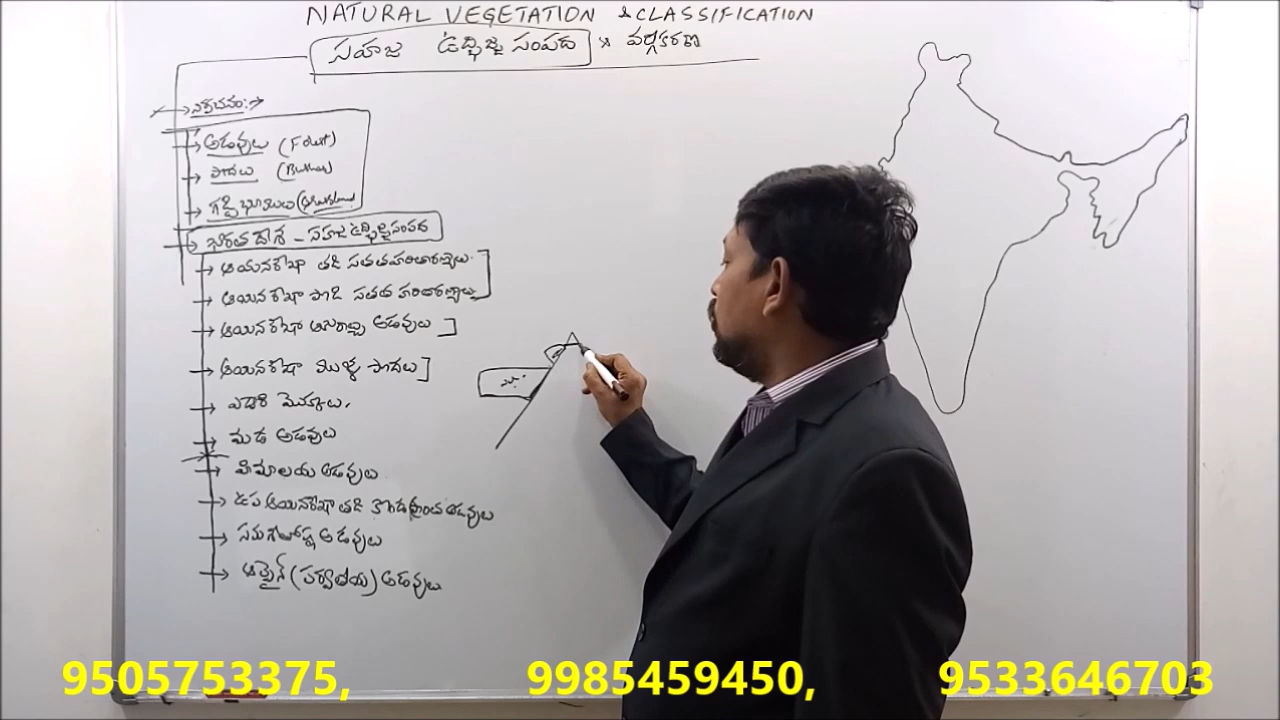 NATURAL VEGETATION & CLASSIFICATION
సహజ ఉద్భిజ్జ సంపద & వర్గీకరణ
నిర్వచనం:→
అడవులు (Forest)
పొదలు (Bushes)
గడ్డిభూములు (Grassland)
భారతదేశ - సహజ ఉద్భిజ్జసంపద
ఆయనరేఖా తడి సతతహరితారణ్యాలు
ఆయనరేఖా పొడి సతత హరితారణ్యాలు
ఆయనరేఖా ఆకురాల్చు అడవులు
ఆయనరేఖా ముళ్ళ పొదలు
ఎడారి మొక్కలు.
మడ అడవులు
హిమాలయ అడవులు
ఉప ఆయనరేఖా తడి కొండప్రాంత అడవులు
సమశీతోష్ణ అడవులు
ఆల్పైన్ (పర్వతీయ) అడవులు
9505753375, 9985459450, 9533646703